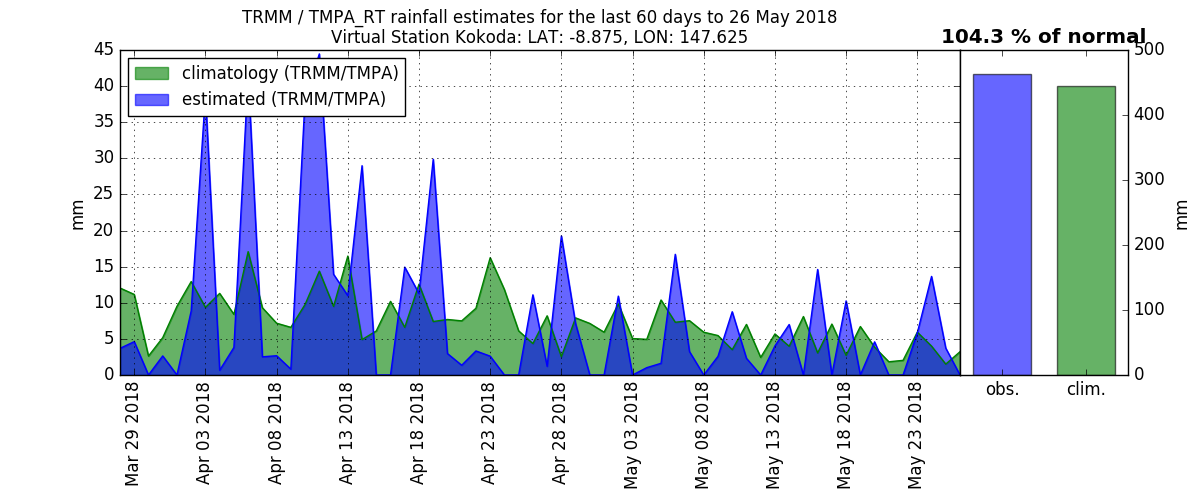 TRMM / TMPA_RT rainfall estimates for the last 60 days to 26 May 2018
Virtual Station Kokoda: LAT: -8.875, LON: 147.625
104.3 % of normal
climatology (TRMM/TMPA)
estimated (TRMM/TMPA)
45
40
35
30
25
20
15
10
5
0
mm
500
400
300
200
100
0
mm
Mar 29 2018
Apr 03 2018
Apr 08 2018
Apr 13 2018
Apr 18 2018
Apr 23 2018
Apr 28 2018
May 03 2018
May 08 2018
May 13 2018
May 18 2018
May 23 2018
obs.
clim.